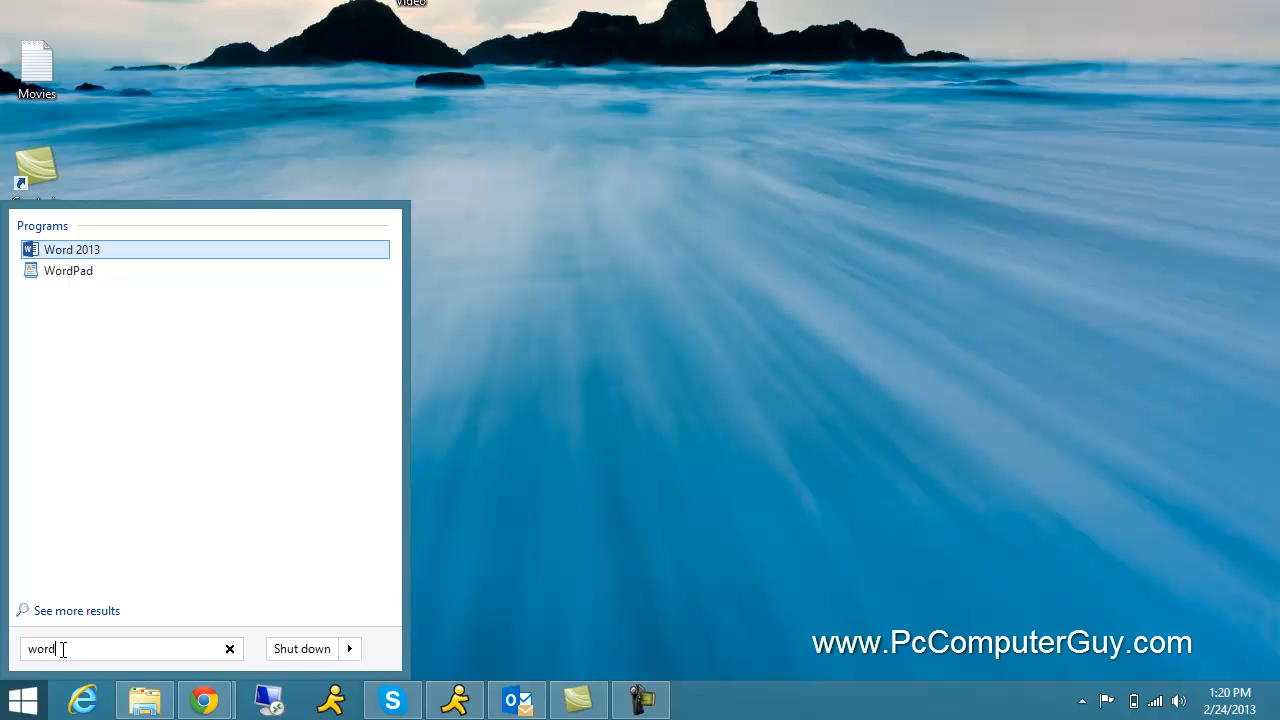 Video
Movies
Programs
Word 2013
WordPad
See more results
word
Shut down
www.PcComputerGuy.com
1:20 PM
2/24/2013